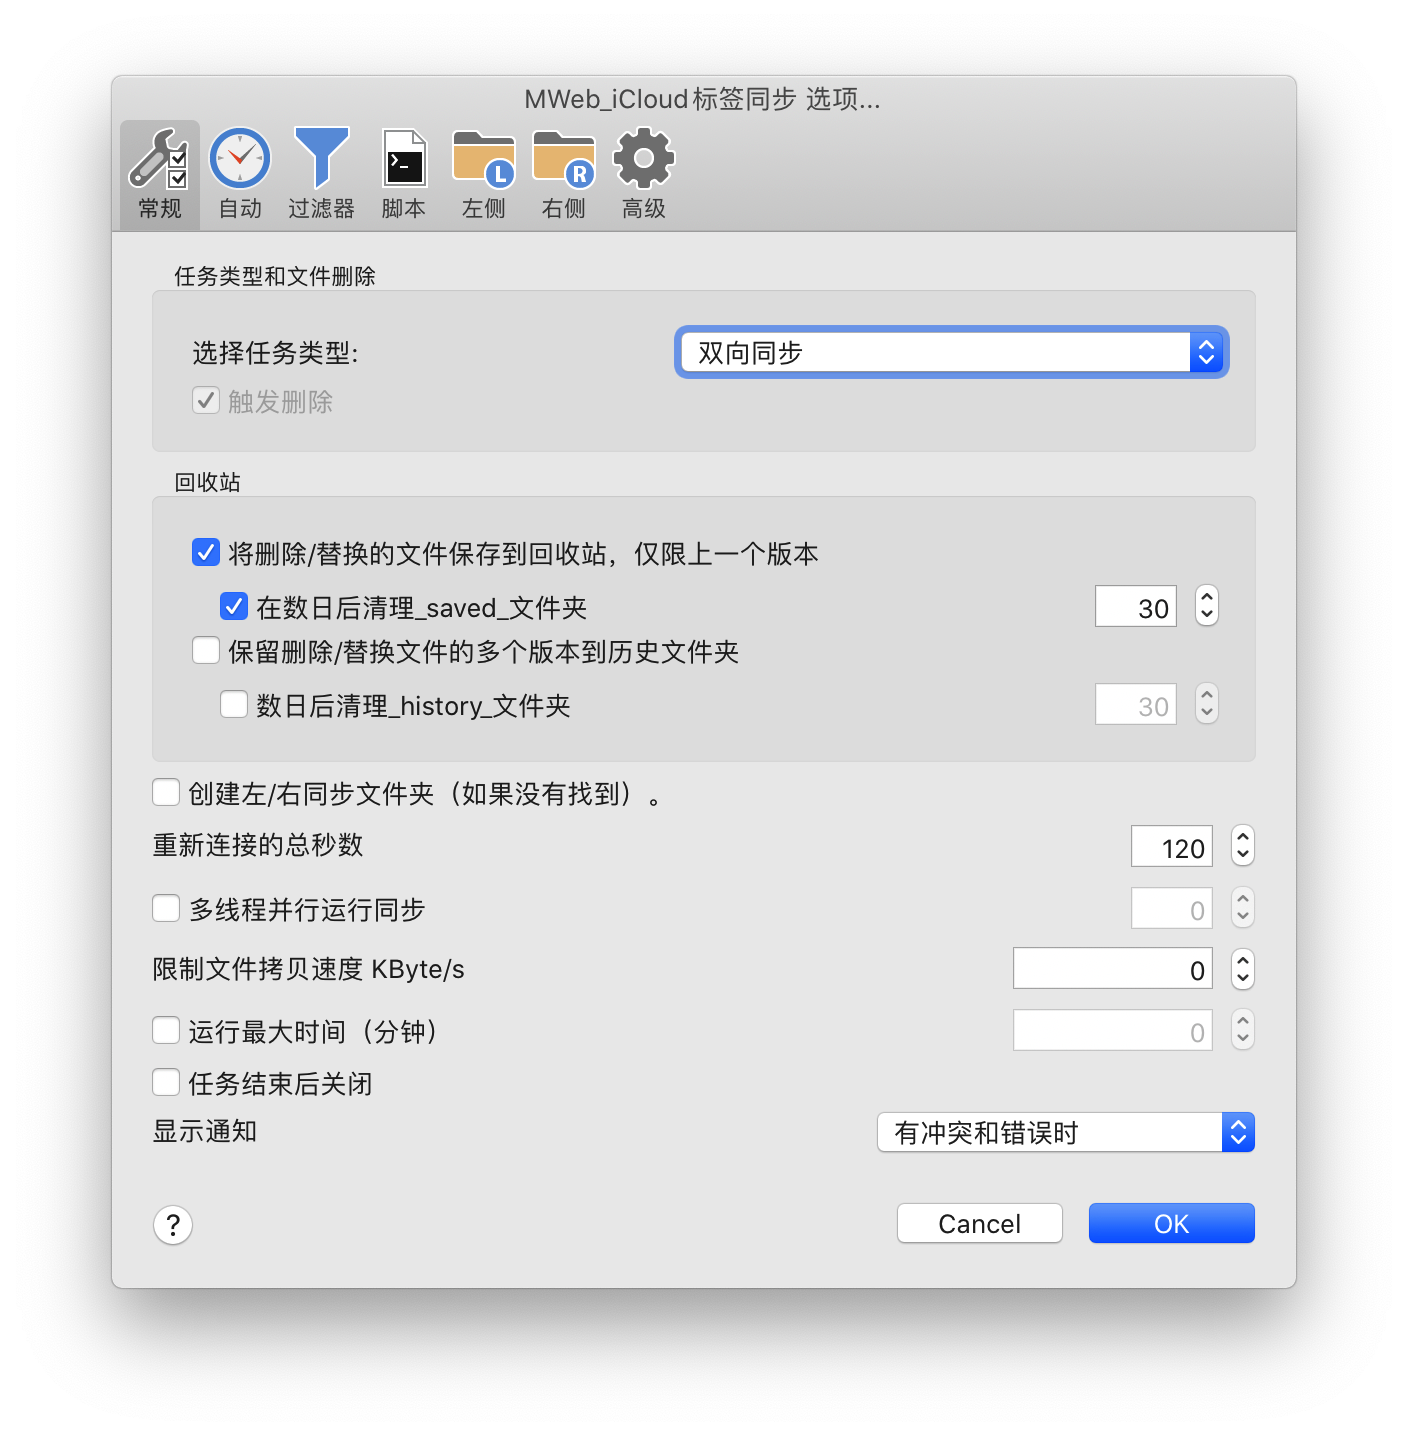 MWeb_iCloud标签同步 选项...
常规 自动 过滤器 脚本 左侧 右侧 高级
任务类型和文件删除
选择任务类型: 双向同步
触发删除
回收站
将删除/替换的文件保存到回收站，仅限上一个版本
在数日后清理_saved_文件夹 30
保留删除/替换文件的多个版本到历史文件夹
数日后清理_history_文件夹 30
创建左/右同步文件夹（如果没有找到）。
重新连接的总秒数 120
多线程并行运行同步 0
限制文件拷贝速度 KByte/s 0
运行最大时间（分钟） 0
任务结束后关闭
显示通知 有冲突和错误时
? Cancel OK